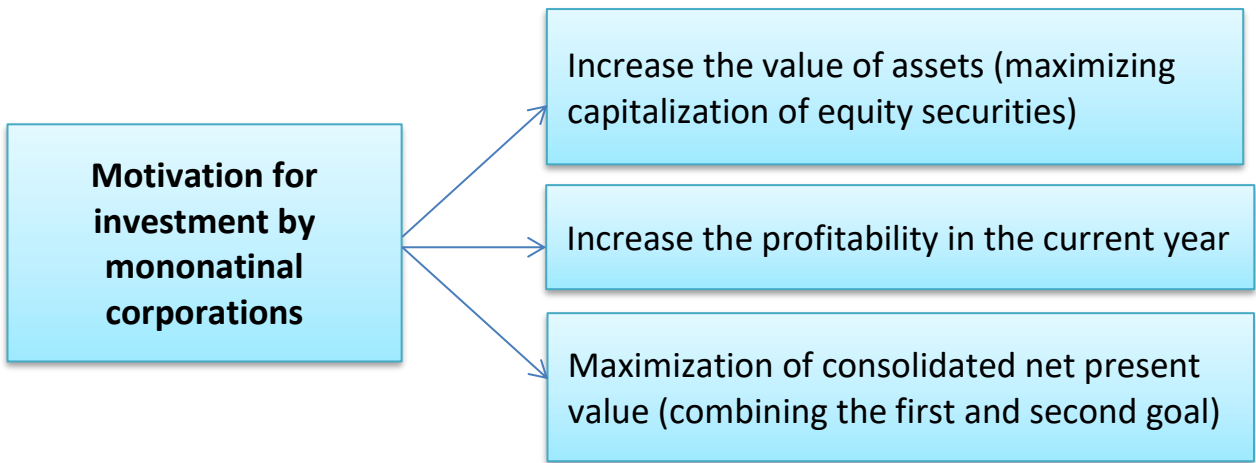 Motivation for
investment by
mononatinal
corporations
Increase the value of assets (maximizing
capitalization of equity securities)
Increase the profitability in the current year
Maximization of consolidated net present
value (combining the first and second goal)